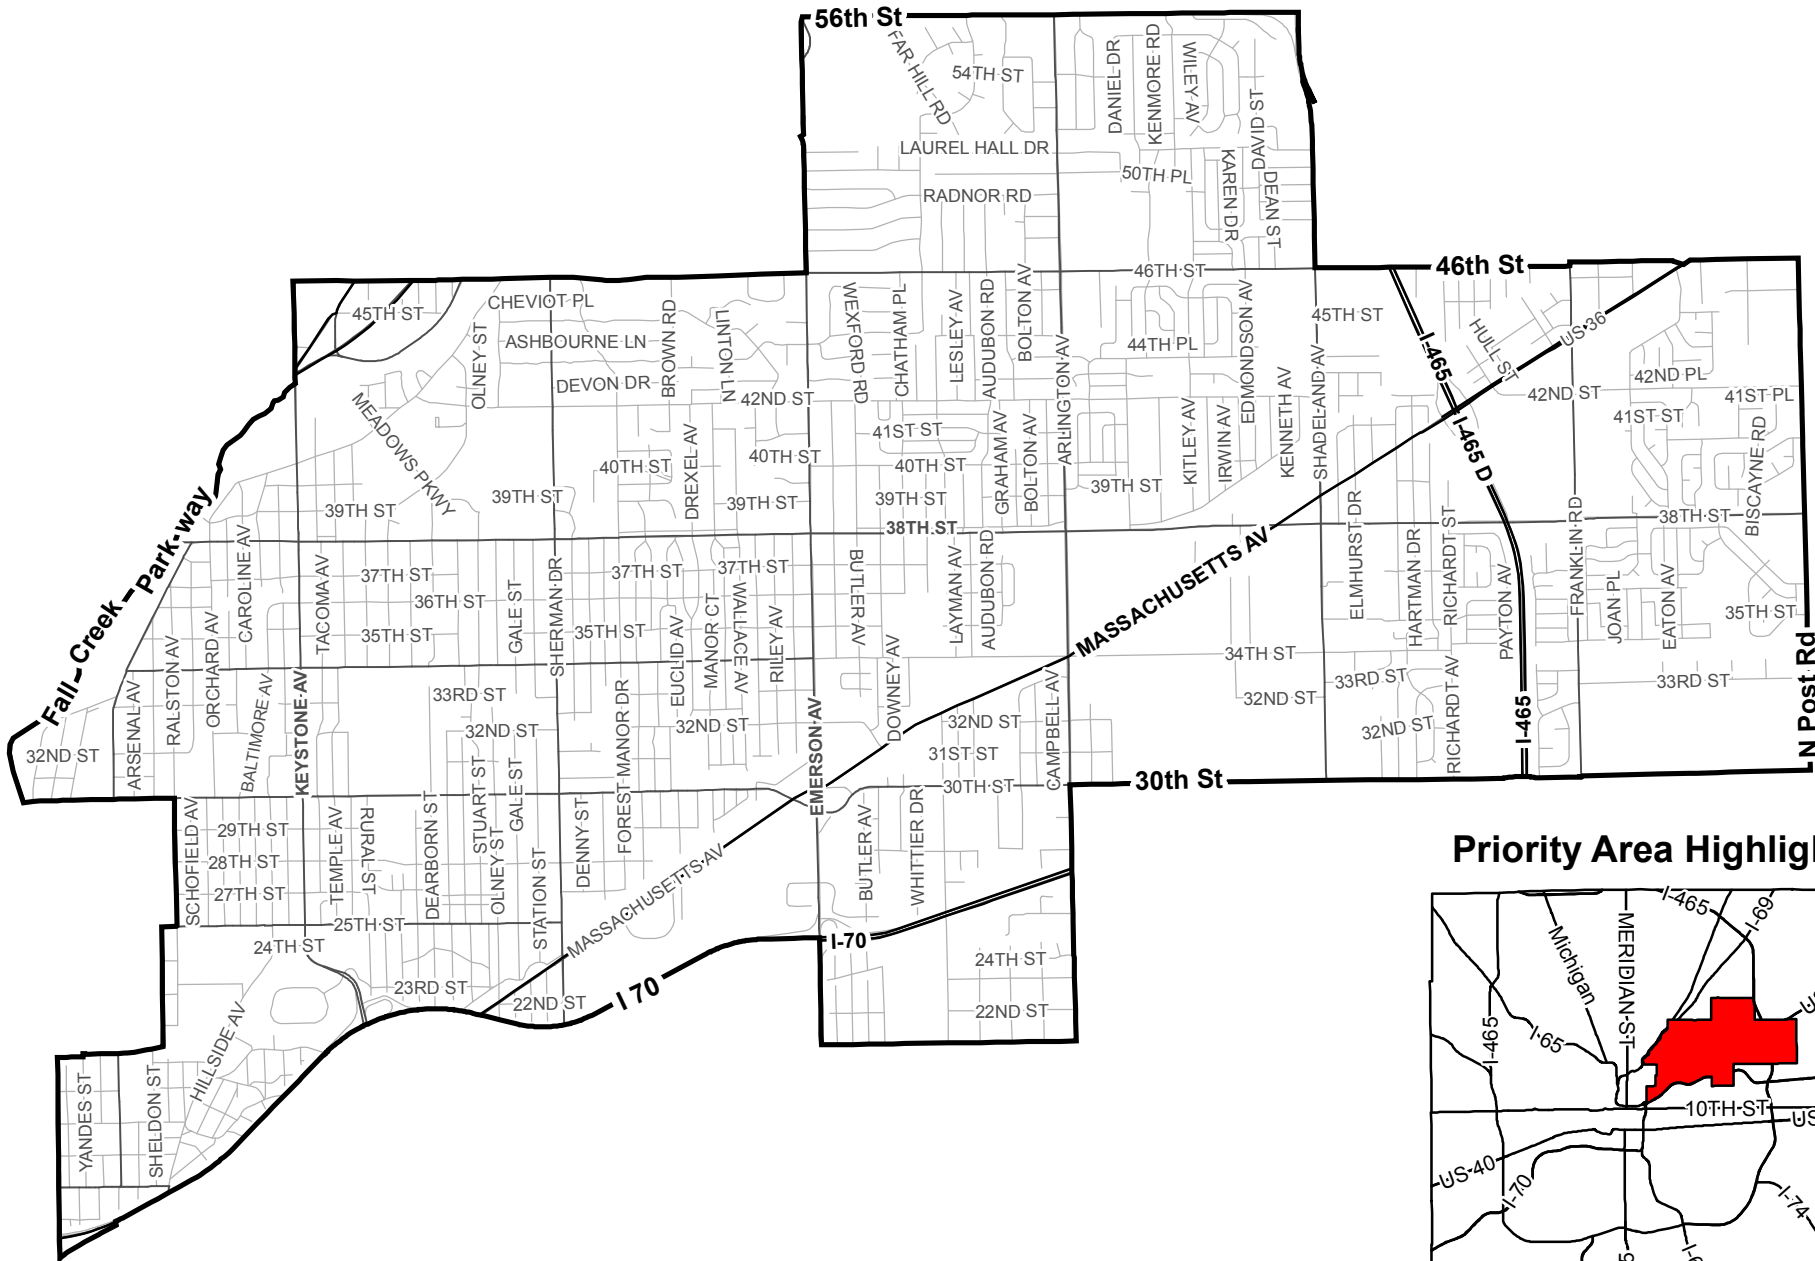 56th St
FAR HILL RD
54TH ST
DANIEL DR
KENMORE RD
WILEY AV
DAVID ST
LAUREL HALL DR
50TH PL
KAREN DR
DEAN ST
RADNOR RD
46TH ST
46th St
45TH ST
CHEVIOT PL
OLNEY ST
ASHBOURNE LN
BROWN RD
LINTON LN
DEVON DR
WEXFORD RD
CHATHAM PL
LESLEY AV
AUDUBON RD
BOLTON AV
ARLINGTON AV
44TH PL
EDMONDSON AV
45TH ST
SHADELAND AV
KENNETH AV
I-465
HULL ST
US 36
42ND PL
42ND ST
41ST PL
41ST ST
BISCAYNE RD
MEADOWS PKWY
42ND ST
41ST ST
40TH ST
DREXEL AV
40TH ST
40TH ST
GRAHAM AV
BOLTON AV
KITLEY AV
IRWIN AV
I-465 D
39TH ST
39TH ST
39TH ST
39TH ST
39TH ST
38TH ST
38TH ST
Fall Creek Park way
CAROLINE AV
TACOMA AV
37TH ST
36TH ST
35TH ST
GALE ST
SHERMAN DR
37TH ST
37TH ST
35TH ST
EUCLID AV
MANOR CT
WALLACE AV
RILEY AV
BUTLER AV
LAYMAN AV
AUDUBON RD
MASSACHUSETTS AV
ELMHURST DR
HARTMAN DR
RICHARDT ST
PAYTON AV
FRANKLIN RD
JOAN PL
EATON AV
35TH ST
N Post Rd
34TH ST
33RD ST
33RD ST
32ND ST
32ND ST
RICHARDT AV
I-465
32ND ST
ARSENAL AV
RALSTON AV
ORCHARD AV
BALTIMORE AV
KEYSTONE AV
33RD ST
32ND ST
FOREST MANOR DR
32ND ST
EMERSON AV
DOWNEY AV
32ND ST
31ST ST
30TH ST
CAMPBELL AV
30th St
SCHOFIELD AV
29TH ST
28TH ST
27TH ST
TEMPLE AV
RURAL ST
DEARBORN ST
STUART ST
OLNEY ST
GALE ST
STATION ST
DENNY ST
MASSACHUSETTS AV
BUTLER AV
WHITTIER DR
25TH ST
24TH ST
23RD ST
22ND ST
I 70
I-70
24TH ST
22ND ST
HILLSIDE AV
YANDES ST
SHELDON ST
Priority Area Highligh
I-465
I-69
MERIDIAN ST
Michigan
I-465
I-65
US
10TH ST
US
US-40
I-70
I-74
I-6
5